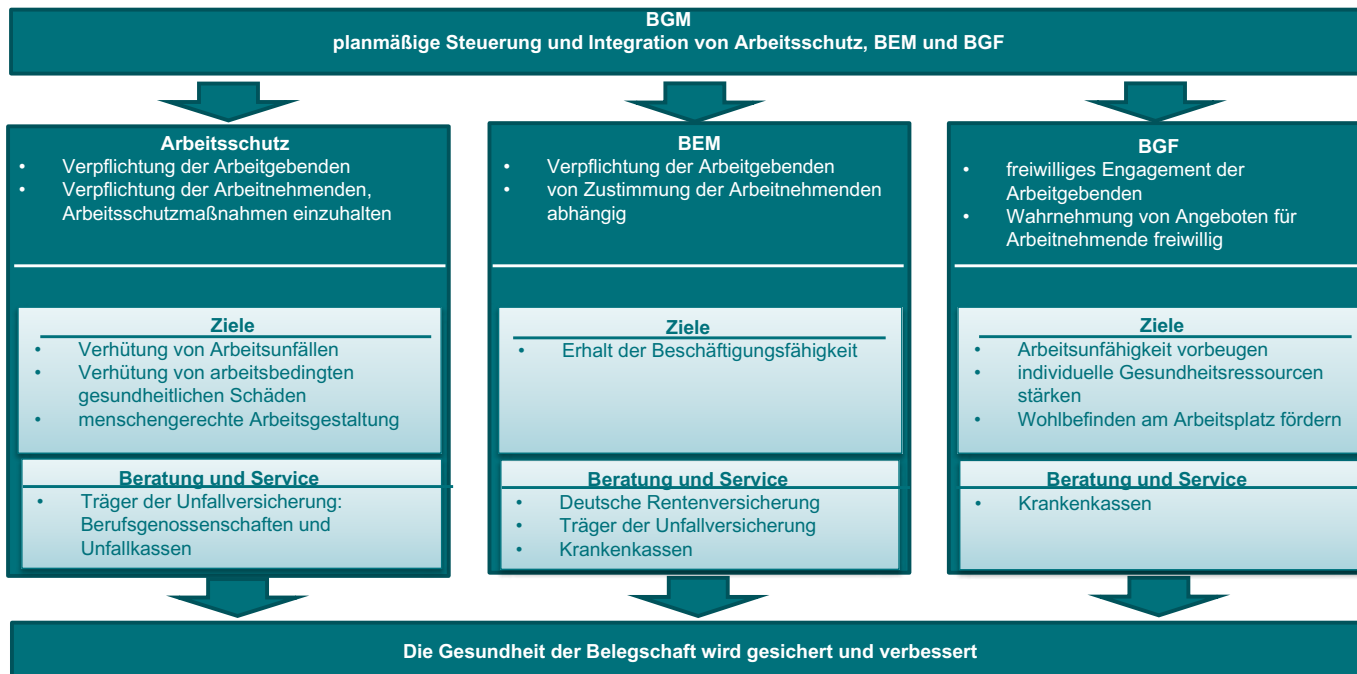 BGM
planmäßige Steuerung und Integration von Arbeitsschutz, BEM und BGF
Arbeitsschutz
• Verpflichtung der Arbeitgebenden
• Verpflichtung der Arbeitnehmenden,
Arbeitsschutzmaßnahmen einzuhalten
Ziele
• Verhütung von Arbeitsunfällen
• Verhütung von arbeitsbedingten
gesundheitlichen Schäden
• menschengerechte Arbeitsgestaltung
Beratung und Service
• Träger der Unfallversicherung:
Berufsgenossenschaften und
Unfallkassen
BEM
• Verpflichtung der Arbeitgebenden
• von Zustimmung der Arbeitnehmenden
abhängig
Ziele
• Erhalt der Beschäftigungsfähigkeit
Beratung und Service
• Deutsche Rentenversicherung
• Träger der Unfallversicherung
• Krankenkassen
BGF
• freiwilliges Engagement der
Arbeitgebenden
• Wahrnehmung von Angeboten für
Arbeitnehmende freiwillig
Ziele
• Arbeitsunfähigkeit vorbeugen
• individuelle Gesundheitsressourcen
stärken
• Wohlbefinden am Arbeitsplatz fördern
Beratung und Service
• Krankenkassen
Die Gesundheit der Belegschaft wird gesichert und verbessert